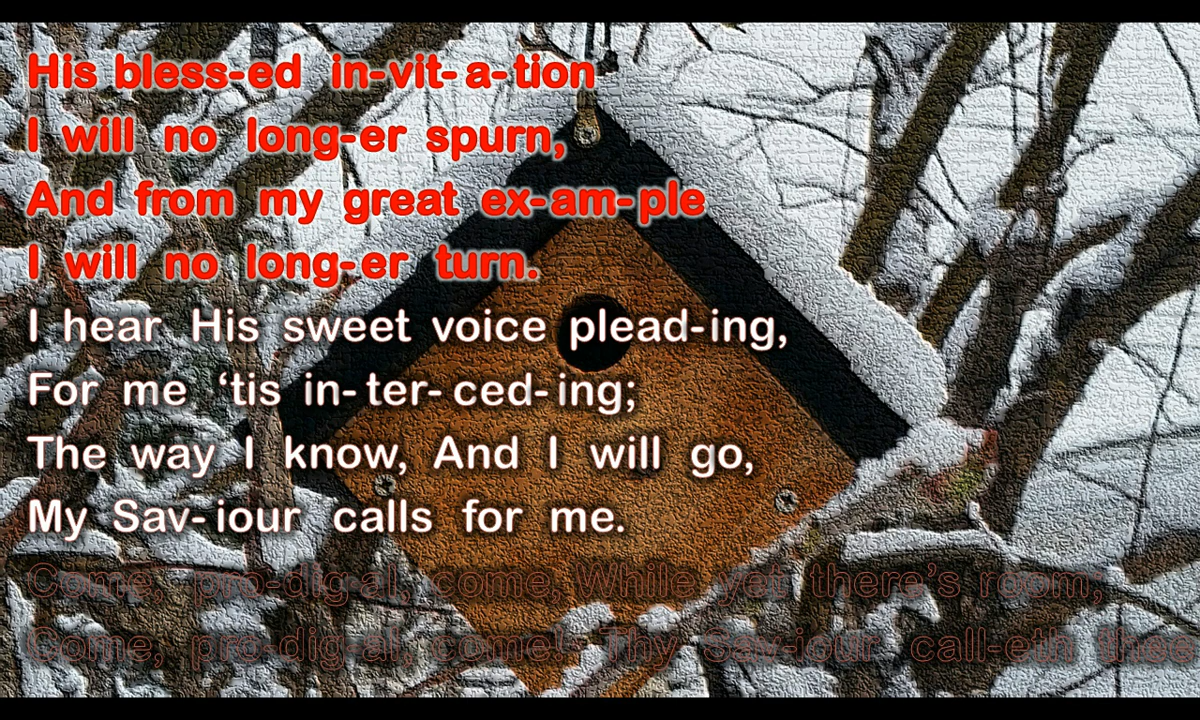 His bless-ed in-vit-a-tion
I will no long-er spurn,
And from my great ex-am-ple
I will no long-er turn.
I hear His sweet voice plead-ing,
For me ‘tis in-ter-ced-ing;
The way I know, And I will go,
My Sav-iour calls for me.
Come, pro-dig-al, come, While yet there’s room;
Come, pro-dig-al, come! Thy Sav-iour call-eth thee